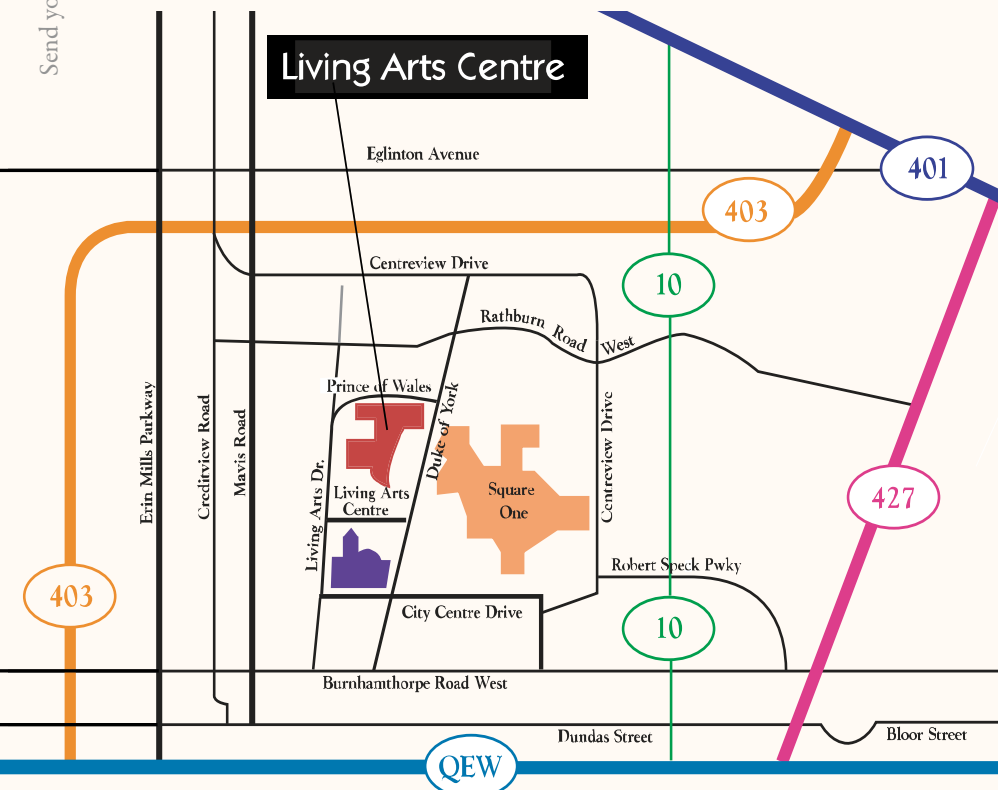 Send yo
Living Arts Centre
Eglinton Avenue
401
403
Centreview Drive
10
Rathburn Road West
Prince of Wales
Duke of York
Erin Mills Parkway
Creditview Road
Mavis Road
Living Arts Dr.
Living Arts
Centre
Square
One
Centreview Drive
427
Robert Speck Pwky
403
City Centre Drive
10
Burnhamthorpe Road West
Dundas Street
Bloor Street
QEW